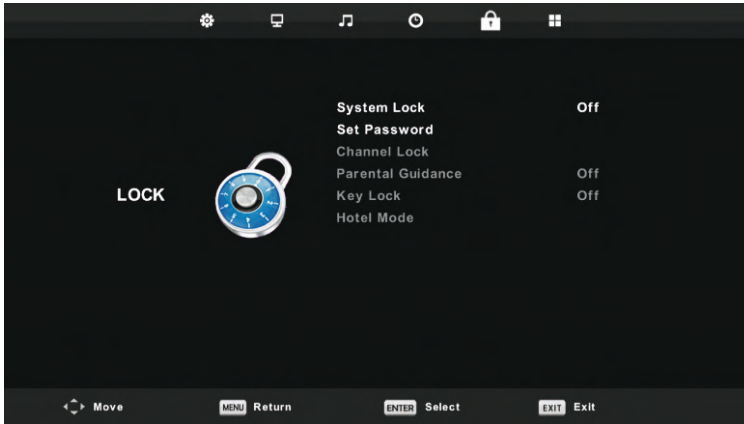 System Lock Off
Set Password
Channel Lock
Parental Guidance Off
LOCK
Key Lock Off
Hotel Mode
Move MENU Return ENTER Select EXIT Exit